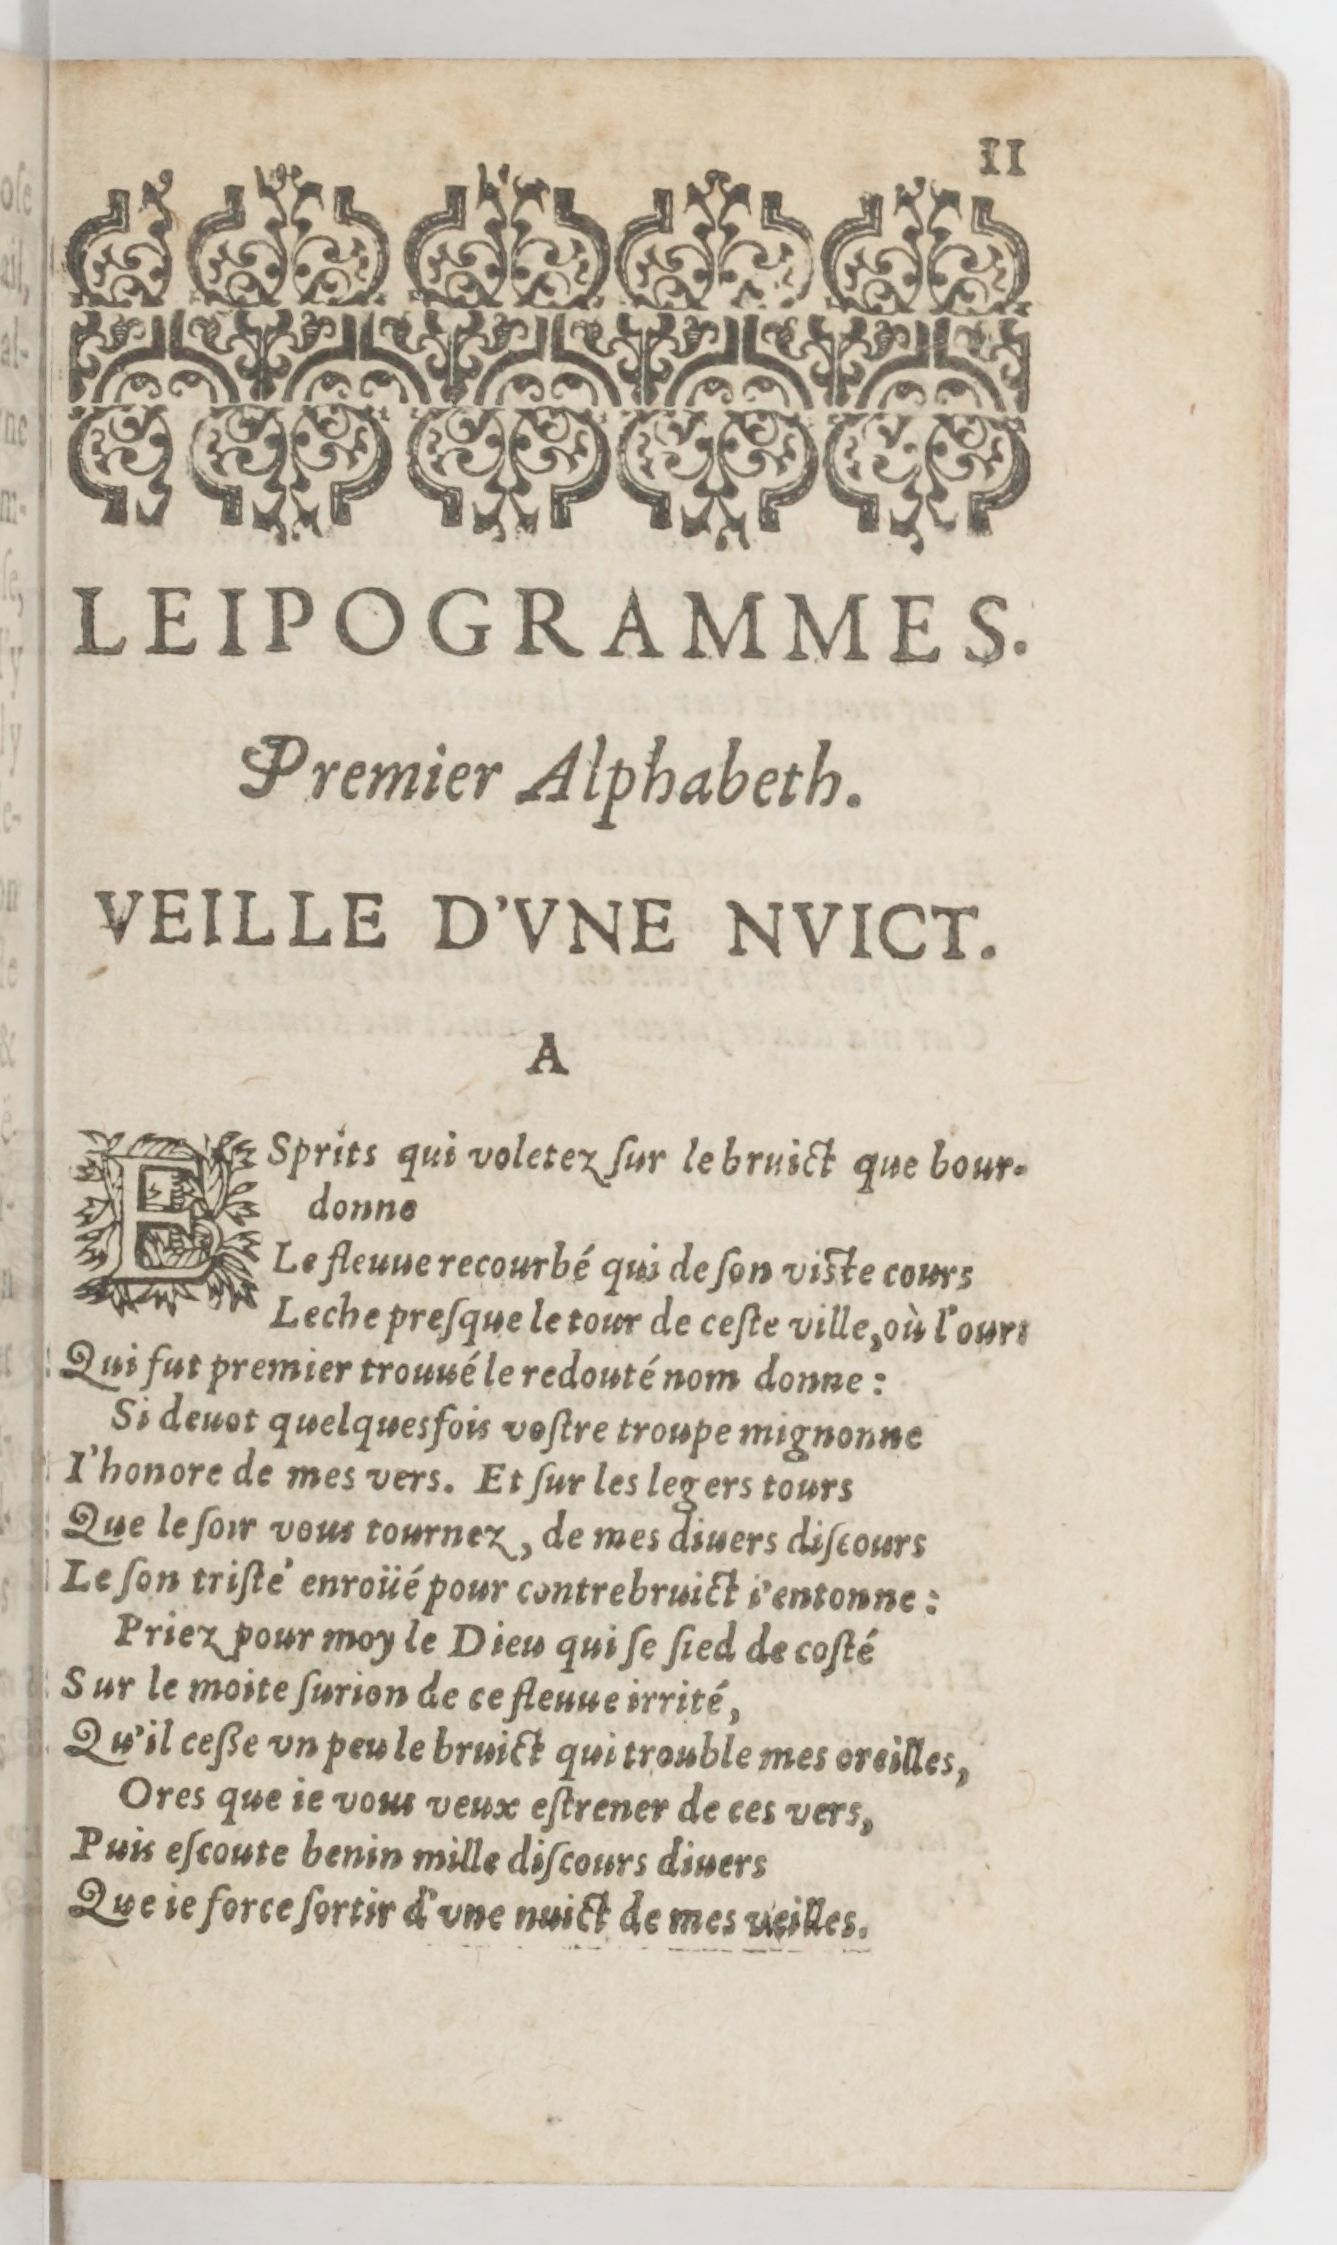 11
LEIPOGRAMMES.
Premier Alphabeth.
VEILLE D'VNE NVICT.
A
ESprits qui voletez ſur le bruict que bour-
donne
Le fleuue recourbé qui de ſon viſte cours
Leche preſque le tour de ceſte ville, où l'ours
Qui fut premier trouué le redouté nom donne :
Si deuot quelquesfois voſtre troupe mignonne
I'honore de mes vers. Et ſur les legers tours
Que le ſoir vous tournez, de mes diuers diſcours
Le ſon triſte' enroüé pour contrebruict s'entonne :
Priez pour moy le Dieu qui ſe ſied de coſté
Sur le moite ſurion de ce fleuue irrité,
Qu'il ceſſe vn peu le bruict qui trouble mes oreilles,
Ores que ie vous veux eſtrener de ces vers,
Puis eſcoute benin mille diſcours diuers
Que ie force ſortir d'vne nuict de mes veilles.